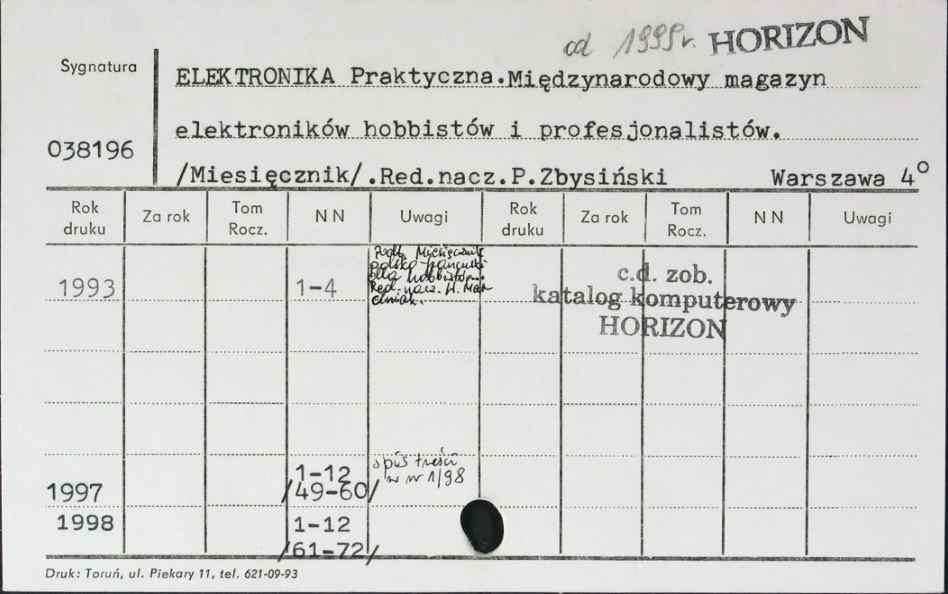 od 1999r. HORIZON
Sygnatura
ELEKTRONIKA Praktyczna.Międzynarodowy magazyn
elektroników hobbistów i profesjonalistów.
038196
/Miesięcznik/.Red.nacz.P.Zbysiński Warszawa 4°
Rok druku Za rok Tom Rocz. N N Uwagi Rok druku Za rok Tom Rocz. N N Uwagi
Podt. Miesięcznik
polsko-francuski
dla hobbistów...
Red. nacz. H.
1993 1-4
c.d. zob.
katalog komputerowy
HORIZON
spis treści
w nr 1/98
1997 1-12
/49-60/
1998 1-12
/61-72/
Druk: Toruń, ul. Piekary 11, tel. 621-09-93